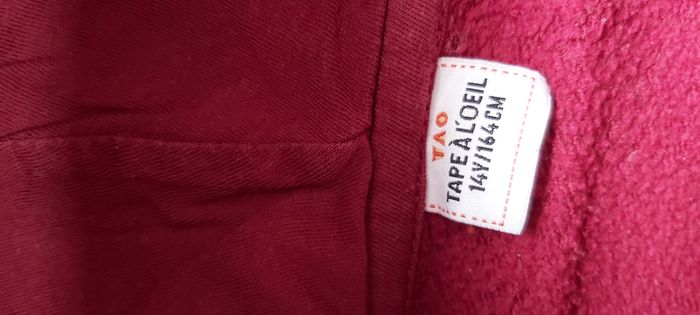 TAO
TAPE À L'OEIL
14Y/164CM